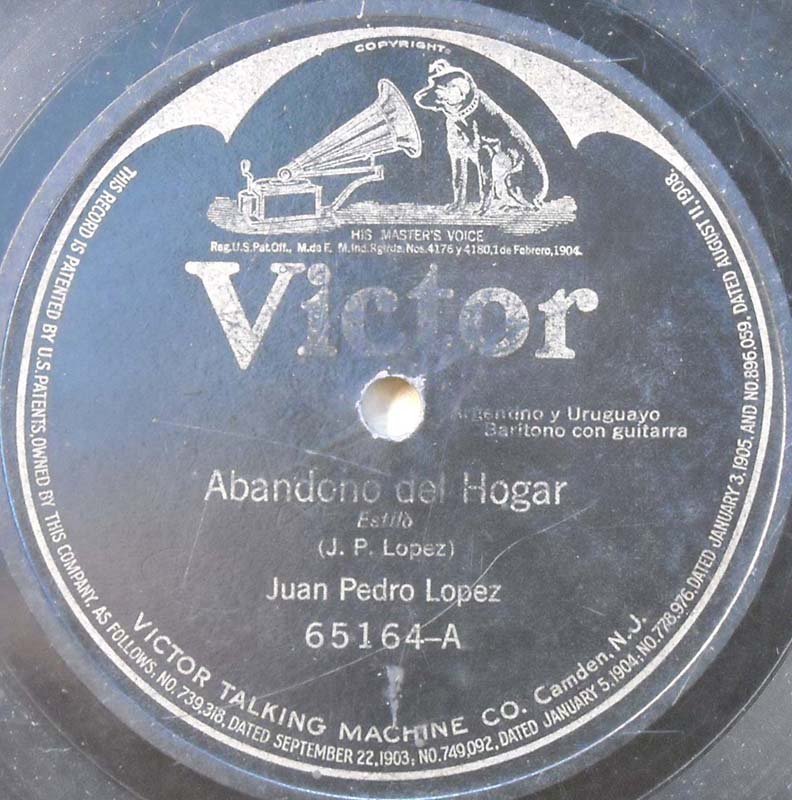 COPYRIGHT.
HIS MASTER'S VOICE
Reg. U.S. Pat. Off., M. de F. M. Ind. Rgtrda. Nos. 4176 y 4180, 1 de Febrero, 1904.
Victor
Argentino y Uruguayo
Baritono con guitarra
Abandono del Hogar
Estilo
(J. P. Lopez)
Juan Pedro Lopez
65164-A
VICTOR TALKING MACHINE CO. Camden, N.J.
THIS RECORD IS PATENTED BY U.S. PATENTS, OWNED BY THIS COMPANY, AS FOLLOWS; NO. 739,318, DATED SEPTEMBER 22, 1903; NO. 749,092, DATED JANUARY 5, 1904; NO. 778,976, DATED JANUARY 3, 1905, AND NO. 896,059, DATED AUGUST 11, 1908.